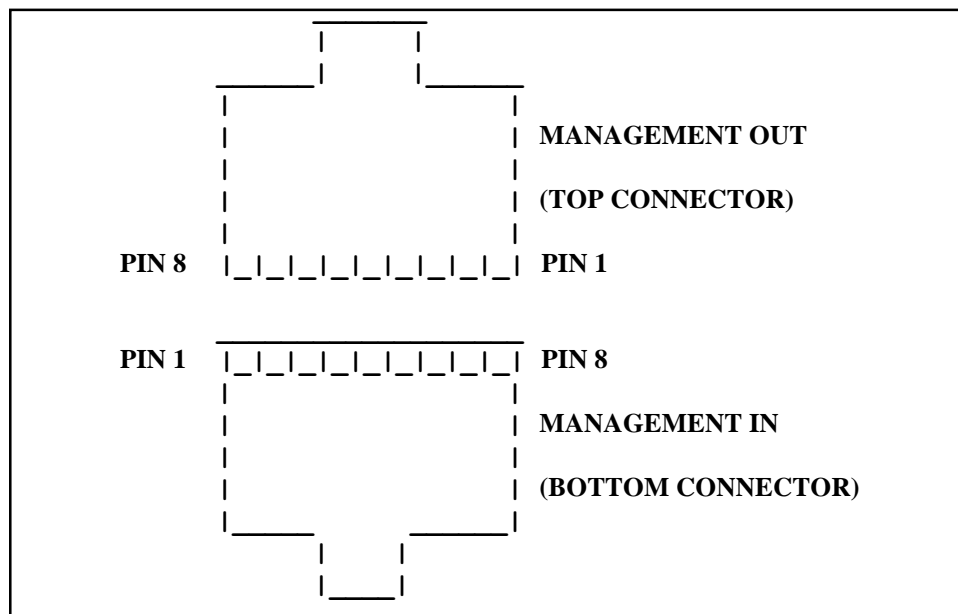 MANAGEMENT OUT
(TOP CONNECTOR)
PIN 8 PIN 1
PIN 1 PIN 8
MANAGEMENT IN
(BOTTOM CONNECTOR)